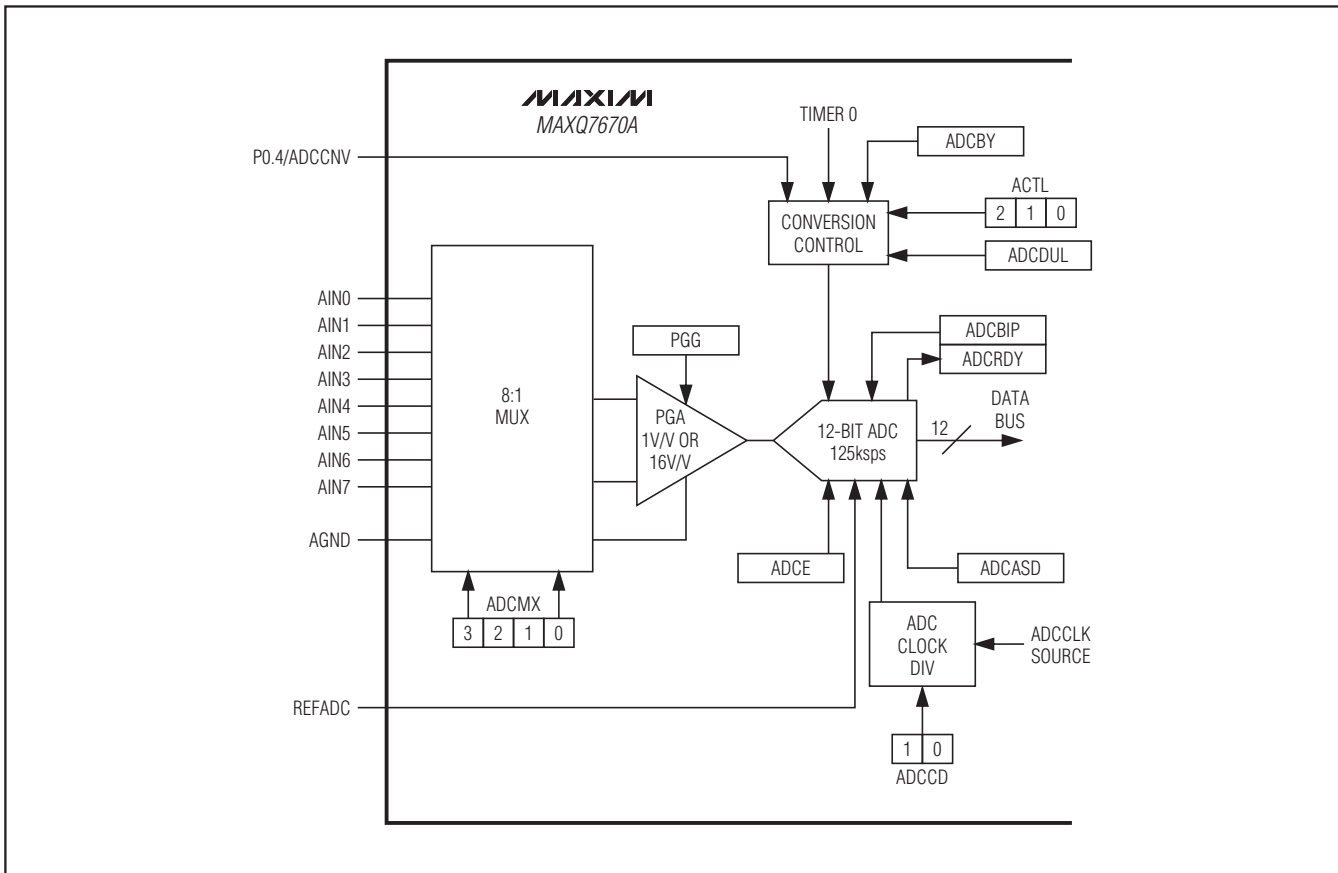 MAXIM
MAXQ7670A
TIMER 0
ADCBY
P0.4/ADCCNV
ACTL
2 1 0
CONVERSION
CONTROL
ADCDUL
AIN0
AIN1
AIN2
AIN3
AIN4
AIN5
AIN6
AIN7
AGND
8:1
MUX
PGG
PGA
1V/V OR
16V/V
ADCBIP
ADCRDY
12-BIT ADC
125ksps
12
DATA
BUS
ADCE
ADCASD
ADCMX
3 2 1 0
ADC
CLOCK
DIV
ADCCLK
SOURCE
REFADC
1 0
ADCCD